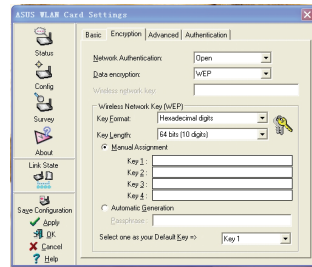 ASUS WLAN Card Settings
Status
Config
Survey
About
Link State
Save Configuration
Apply
OK
Cancel
Help
Basic Encryption Advanced Authentication
Network Authentication: Open
Data encryption: WEP
Wireless network key:
Wireless Network Key (WEP)
Key Format: Hexadecimal digits
Key Length: 64 bits (10 digits)
Manual Assignment
Key 1 :
Key 2 :
Key 3 :
Key 4 :
Automatic Generation
Passphrase :
Select one as your Default Key => Key 1